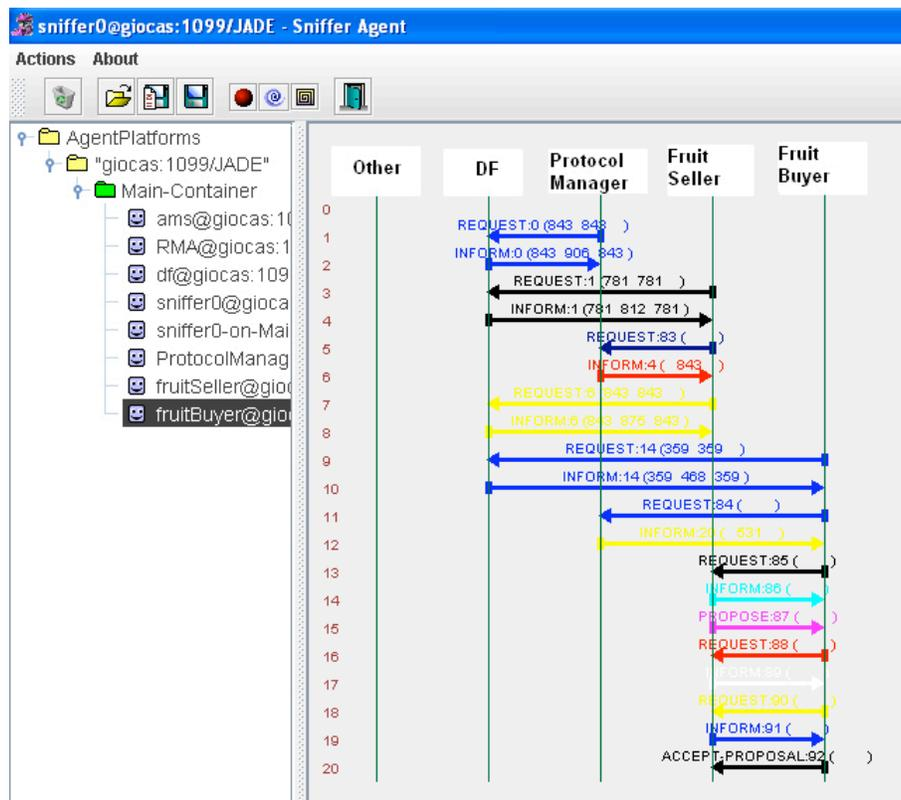 sniffer0@giocas:1099/JADE - Sniffer Agent
Actions About
AgentPlatforms
"giocas:1099/JADE"
Main-Container
ams@giocas:10
RMA@giocas:1
df@giocas:109
sniffer0@gioca
sniffer0-on-Mai
ProtocolManag
fruitSeller@gio
fruitBuyer@gio
Other
DF
Protocol
Manager
Fruit
Seller
Fruit
Buyer
0
REQUEST:0 (843 843 )
1
INFORM:0 (843 906 843 )
2
REQUEST:1 (781 781 )
3
INFORM:1 (781 812 781 )
4
REQUEST:83 ( )
5
INFORM:4 ( 843 )
6
REQUEST:6 (843 843 )
7
INFORM:6 (843 875 843 )
8
REQUEST:14 (359 359 )
9
INFORM:14 (359 468 359 )
10
REQUEST:84 ( )
11
INFORM:20 ( 531 )
12
REQUEST:85 ( )
13
INFORM:86 ( )
14
PROPOSE:87 ( )
15
REQUEST:88 ( )
16
INFORM:89 ( )
17
REQUEST:90 ( )
18
INFORM:91 ( )
19
ACCEPT-PROPOSAL:92 ( )
20